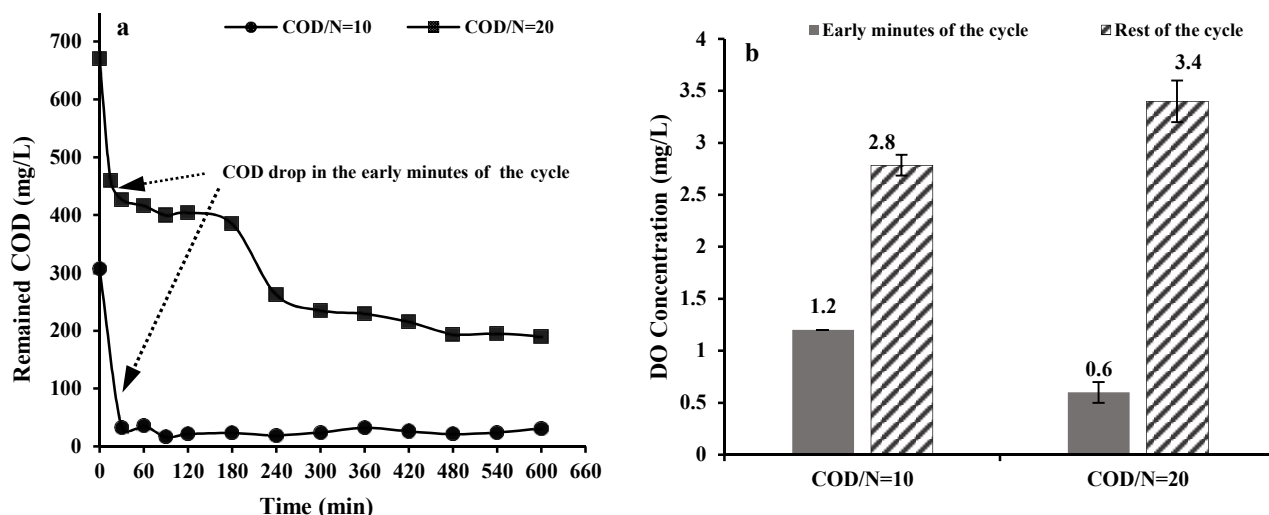 a
COD/N=10
COD/N=20
Remained COD (mg/L)
700
600
500
400
300
200
100
0
COD drop in the early minutes of the cycle
0 60 120 180 240 300 360 420 480 540 600 660
Time (min)
b
Early minutes of the cycle
Rest of the cycle
DO Concentration (mg/L)
4
3.5
3
2.5
2
1.5
1
0.5
0
1.2
2.8
0.6
3.4
COD/N=10
COD/N=20